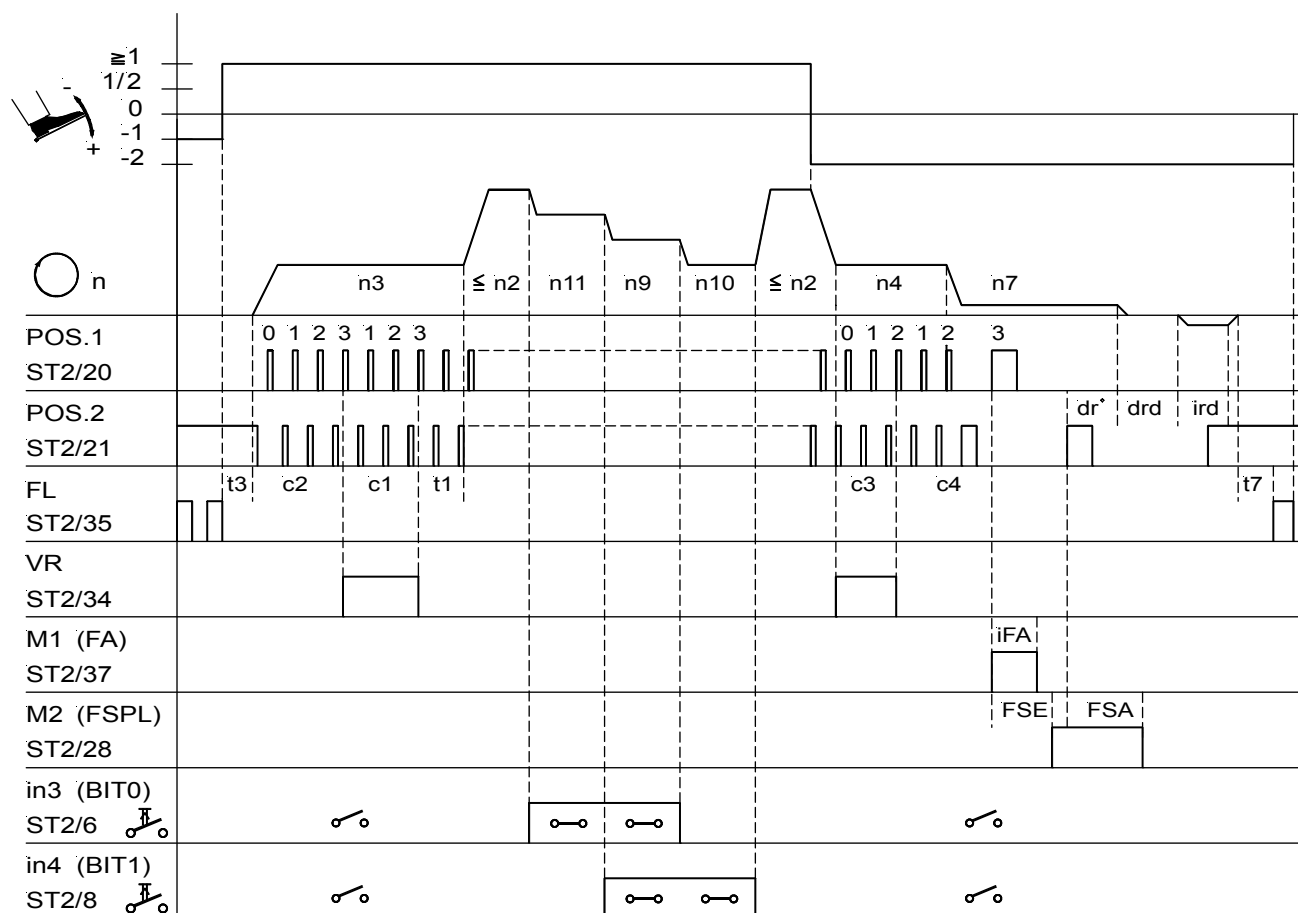 ≧1
1/2
-
0
-1
+
-2
n
n3
≦ n2
n11
n9
n10
≦ n2
n4
n7
POS.1
0 1 2 3 1 2 3
0 1 2 1 2 3
ST2/20
POS.2
dr*
drd
ird
ST2/21
FL
t3
c2
c1
t1
c3
c4
t7
ST2/35
VR
ST2/34
M1 (FA)
iFA
ST2/37
M2 (FSPL)
FSE
FSA
ST2/28
in3 (BIT0)
ST2/6
in4 (BIT1)
ST2/8